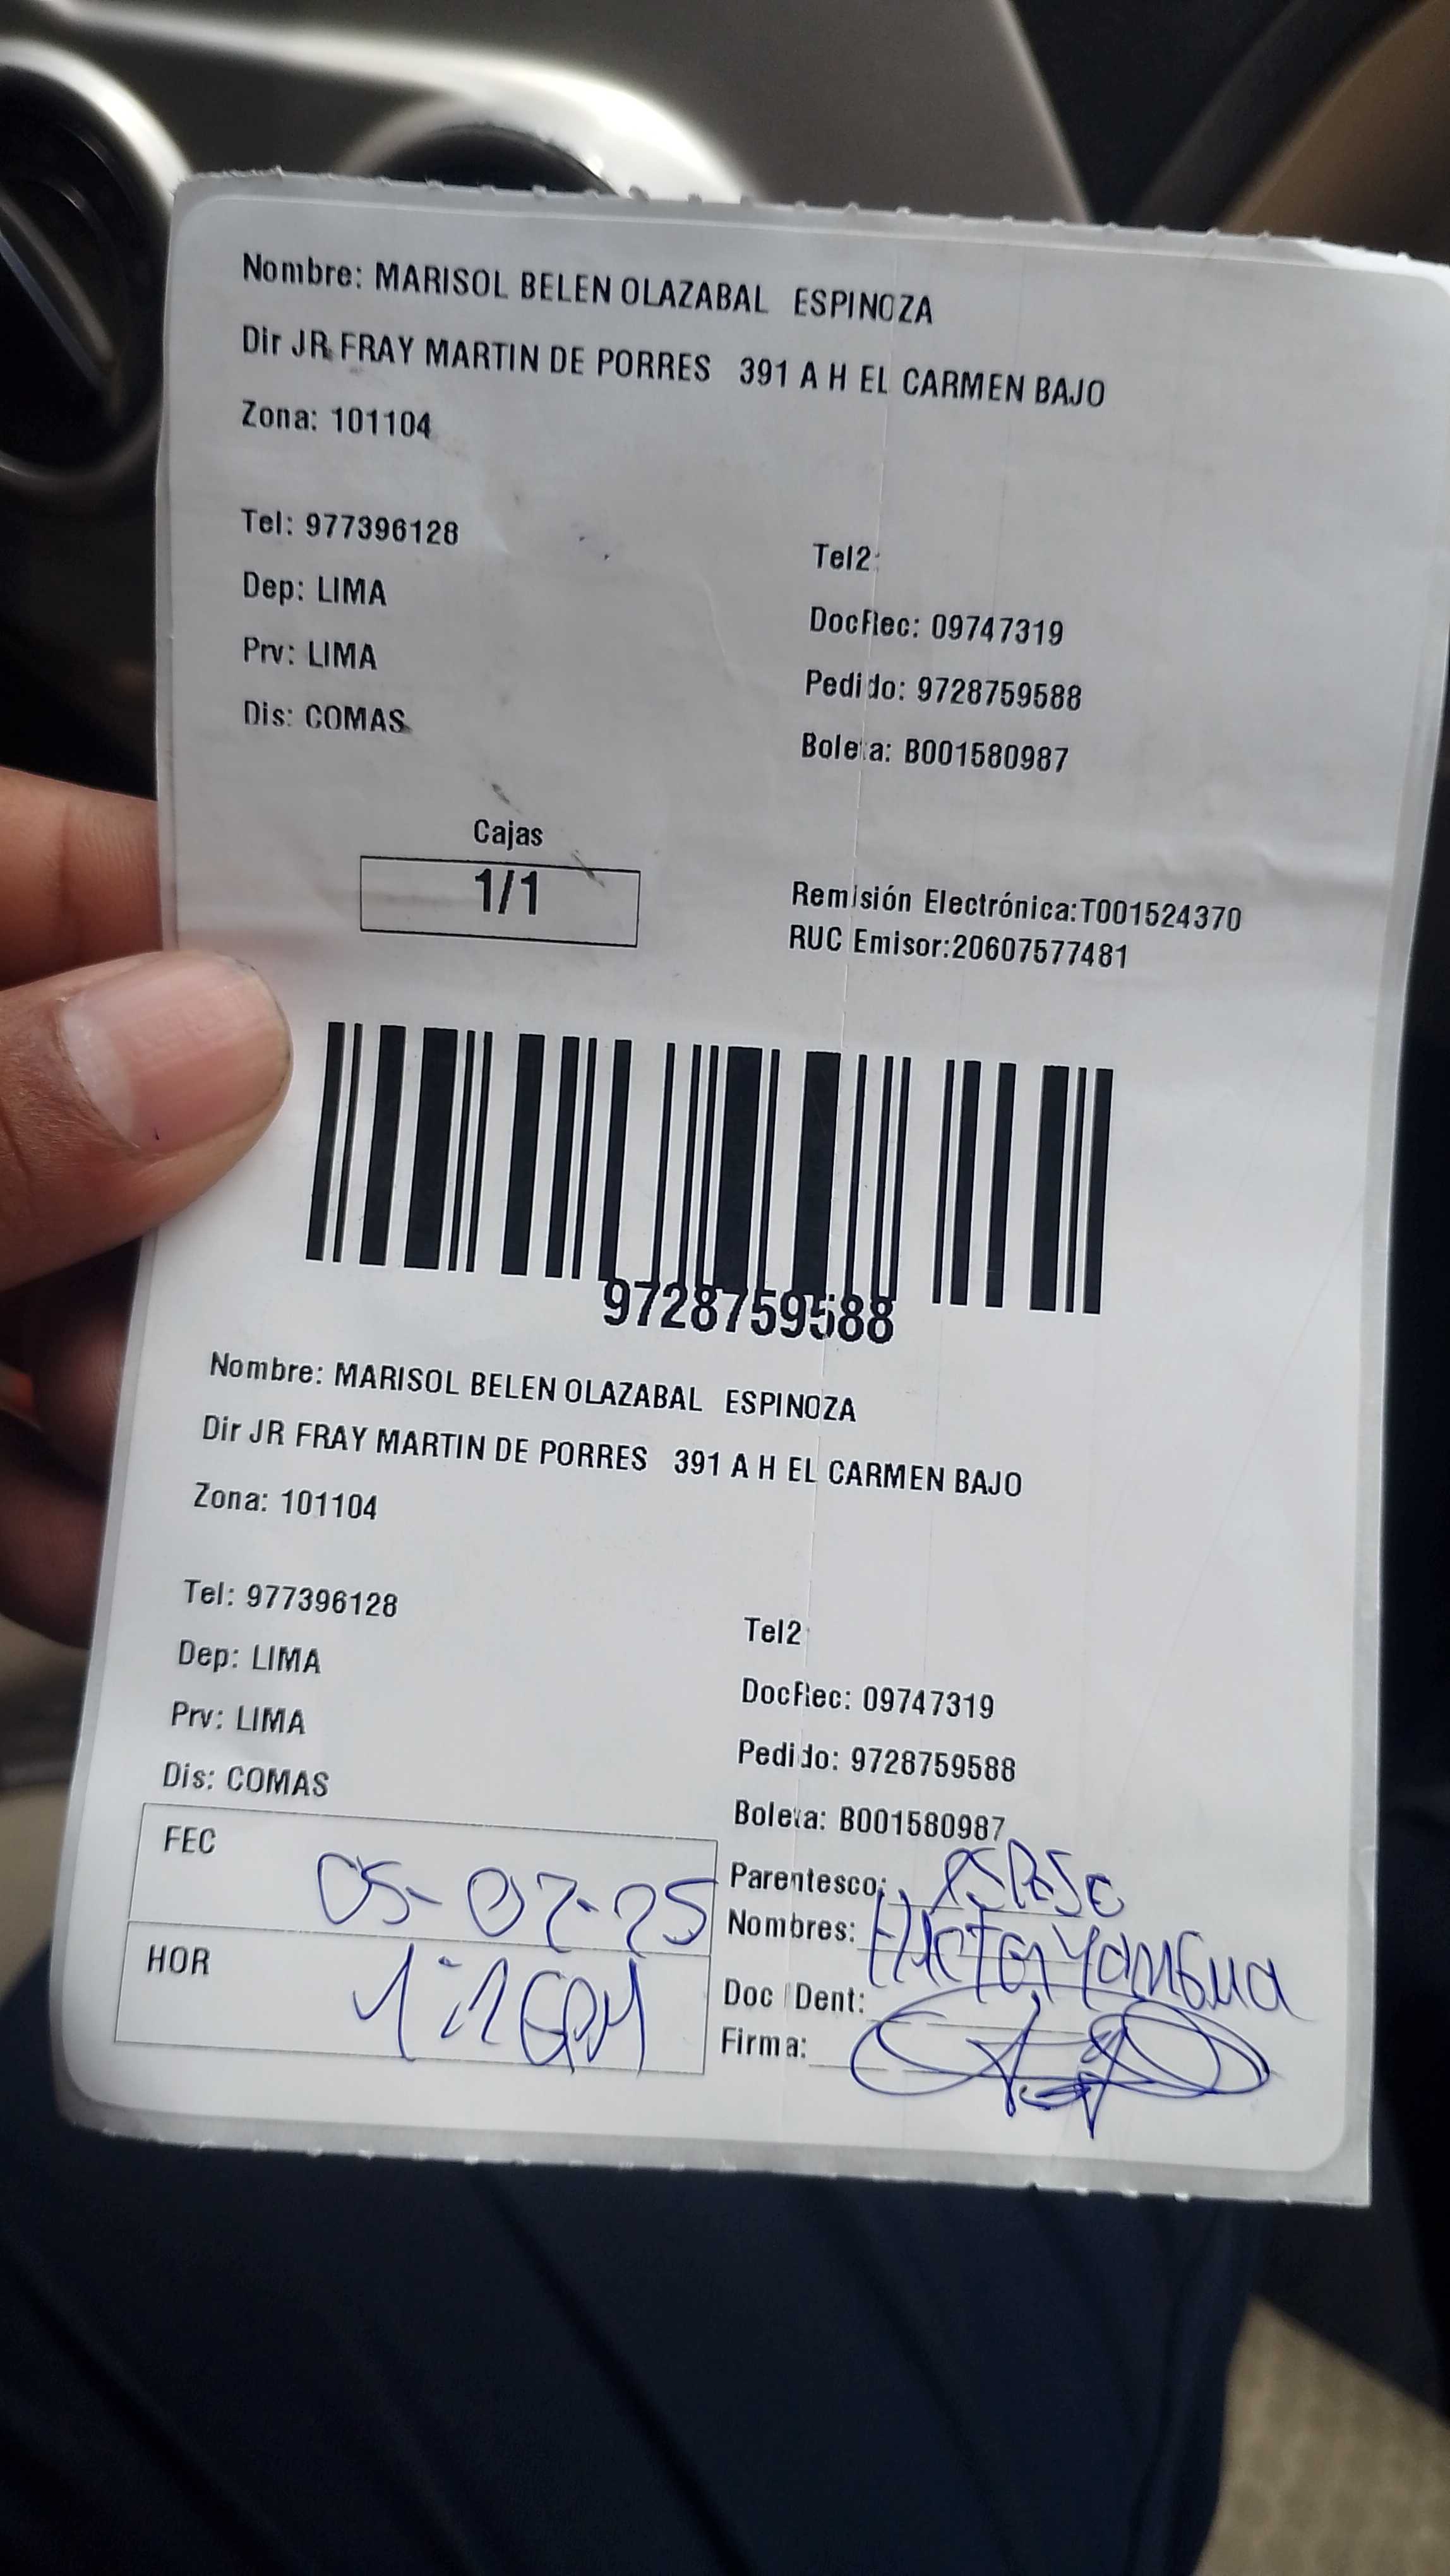 Nombre: MARISOL BELEN OLAZABAL ESPINOZA
Dir JR FRAY MARTIN DE PORRES 391 A H EL CARMEN BAJO
Zona: 101104
Tel: 977396128
Tel2:
Dep: LIMA
DocRec: 09747319
Prv: LIMA
Pedido: 9728759588
Dis: COMAS
Boleta: B001580987
Cajas
1/1
Remisión Electrónica:T001524370
RUC Emisor:20607577481
9728759588
Nombre: MARISOL BELEN OLAZABAL ESPINOZA
Dir JR FRAY MARTIN DE PORRES 391 A H EL CARMEN BAJO
Zona: 101104
Tel: 977396128
Tel2
Dep: LIMA
DocRec: 09747319
Prv: LIMA
Pedido: 9728759588
Dis: COMAS
Boleta: B001580987
FEC 05-07-25
Parentesco:
Nombres:
HOR
Doc Dent:
Firma: